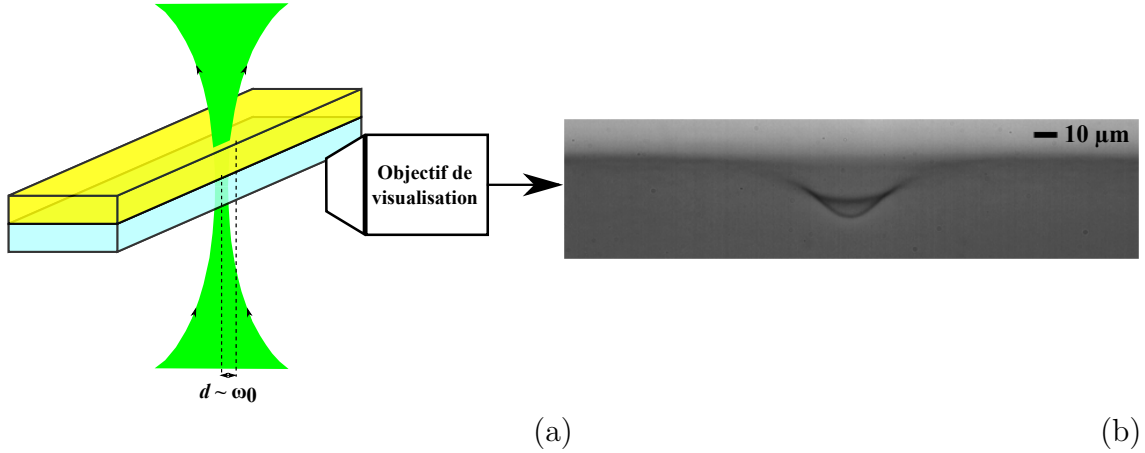 Objectif de
visualisation
10 μm
d ~ ω0
(a)
(b)